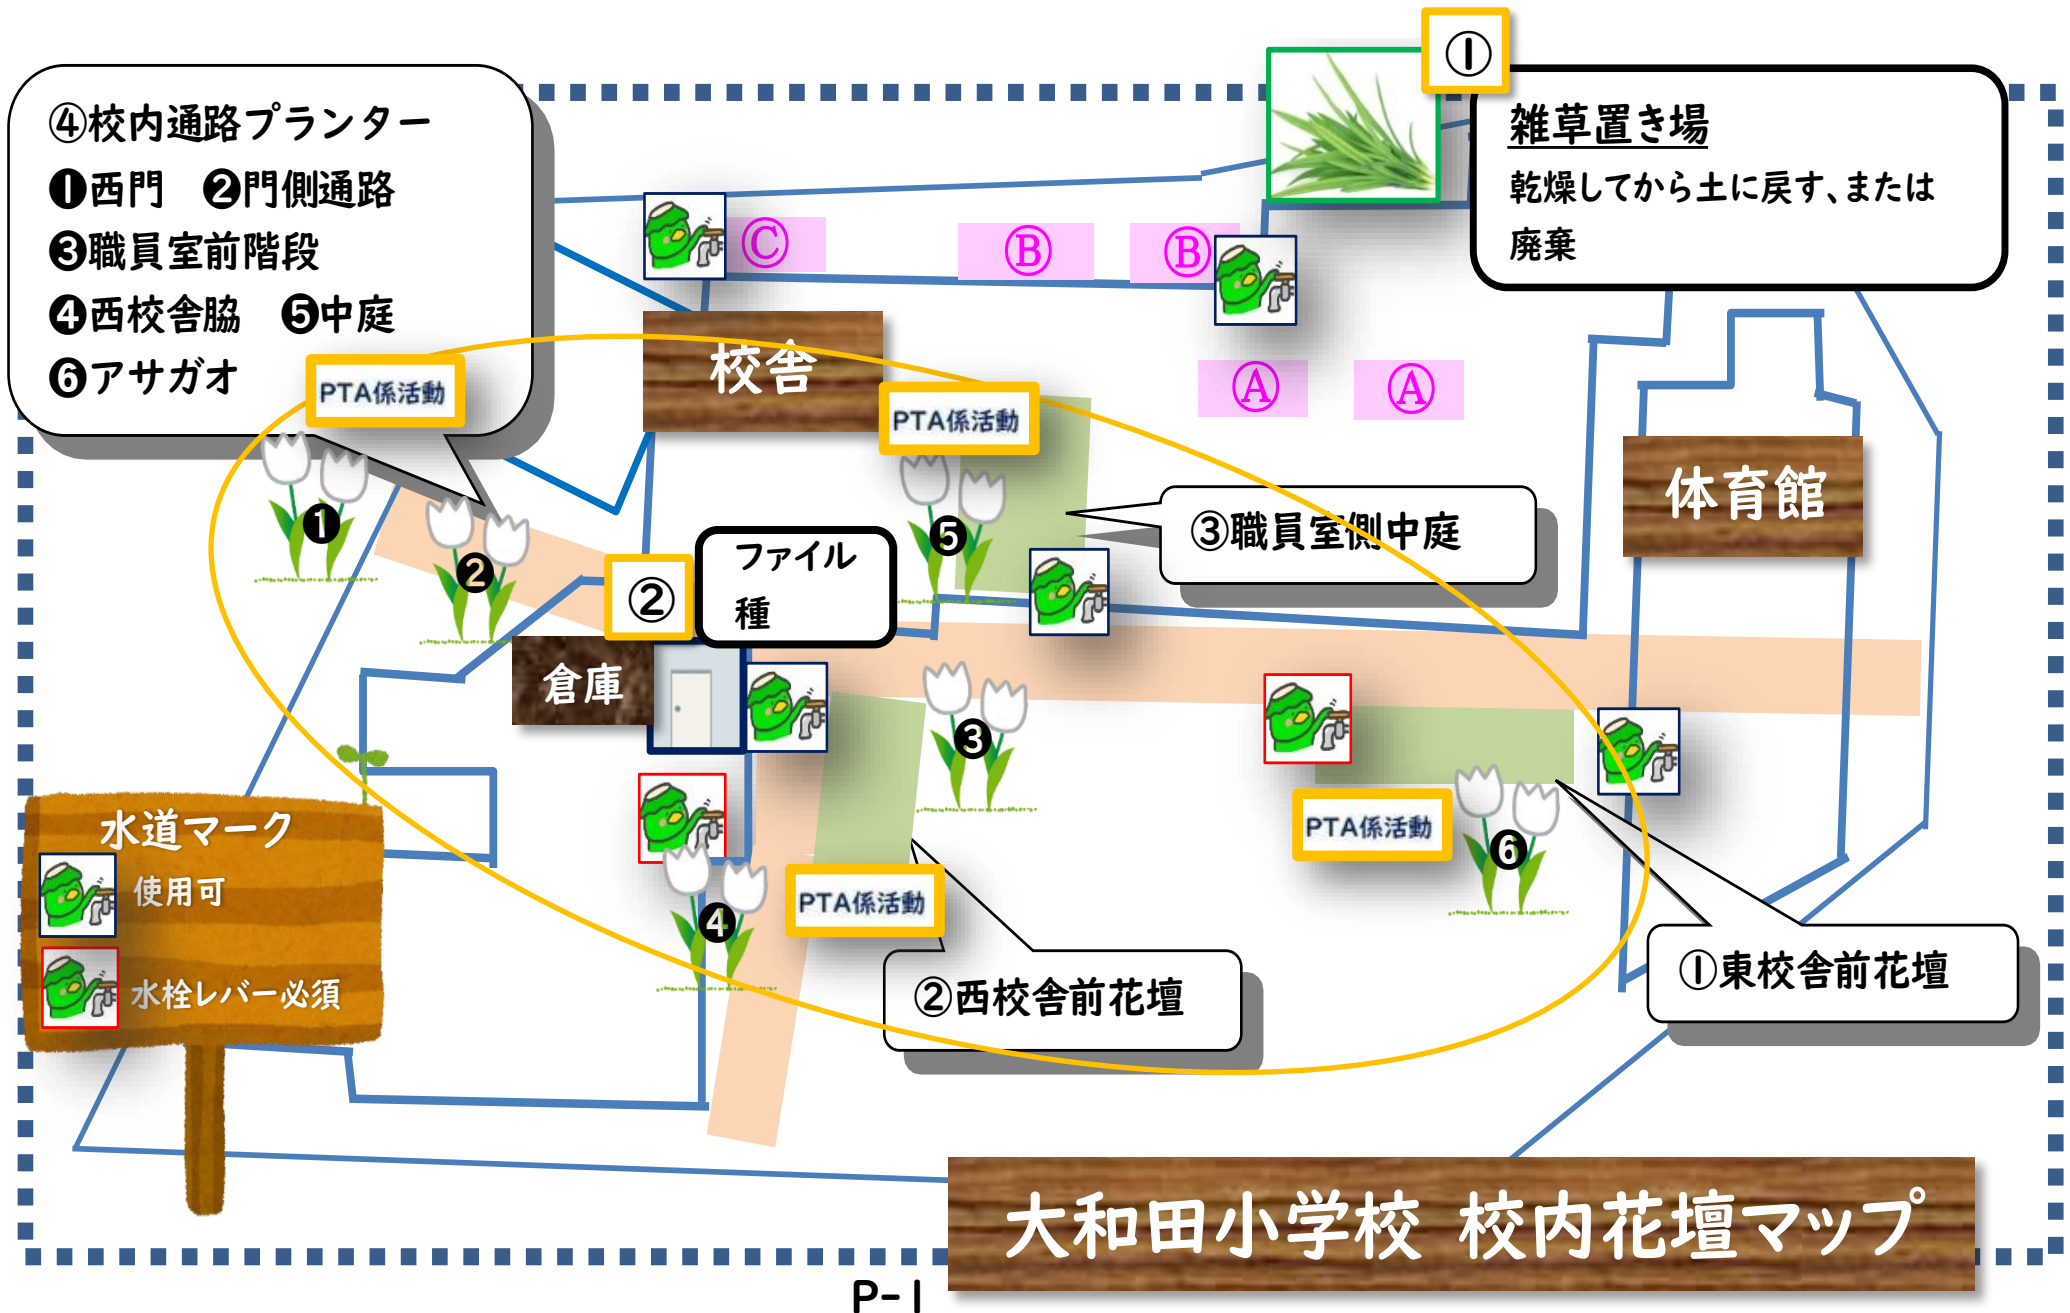 ①
④校内通路プランター
❶西門　❷門側通路
❸職員室前階段
❹西校舎脇　❺中庭
❻アサガオ
PTA係活動
雑草置き場
乾燥してから土に戻す、または
廃棄
Ⓒ
Ⓑ
Ⓑ
校舎
Ⓐ
Ⓐ
PTA係活動
体育館
❶
❷
❺
③職員室側中庭
②
ファイル
種
倉庫
❸
水道マーク
使用可
水栓レバー必須
❹
PTA係活動
PTA係活動
❻
②西校舎前花壇
①東校舎前花壇
大和田小学校 校内花壇マップ
P-1